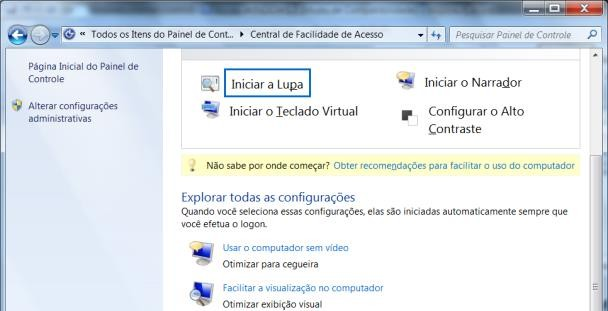 « Todos os Itens do Painel de Cont... ▸ Central de Facilidade de Acesso
Pesquisar Painel de Controle
Página Inicial do Painel de
Controle
Alterar configurações
administrativas
Iniciar a Lupa
Iniciar o Narrador
Iniciar o Teclado Virtual
Configurar o Alto
Contraste
Não sabe por onde começar? Obter recomendações para facilitar o uso do computador
Explorar todas as configurações
Quando você seleciona essas configurações, elas são iniciadas automaticamente sempre que
você efetua o logon.
Usar o computador sem vídeo
Otimizar para cegueira
Facilitar a visualização no computador
Otimizar exibição visual